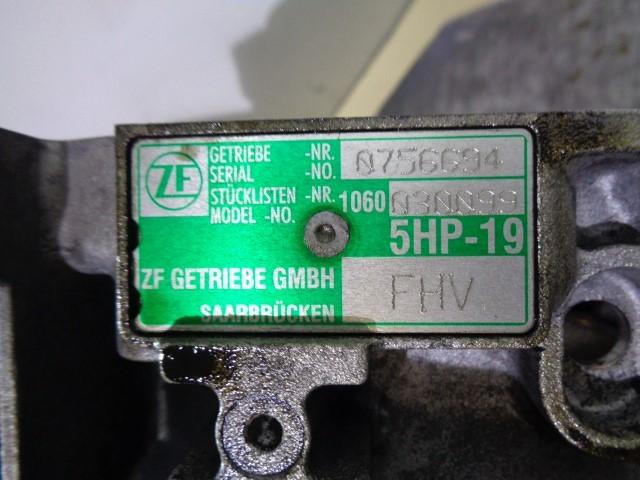 ZF
GETRIEBE -NR.
SERIAL -NO. 0756694
STÜCKLISTEN -NR. 1060 030099
MODEL -NO.
5HP-19
ZF GETRIEBE GMBH
SAARBRÜCKEN
FHV